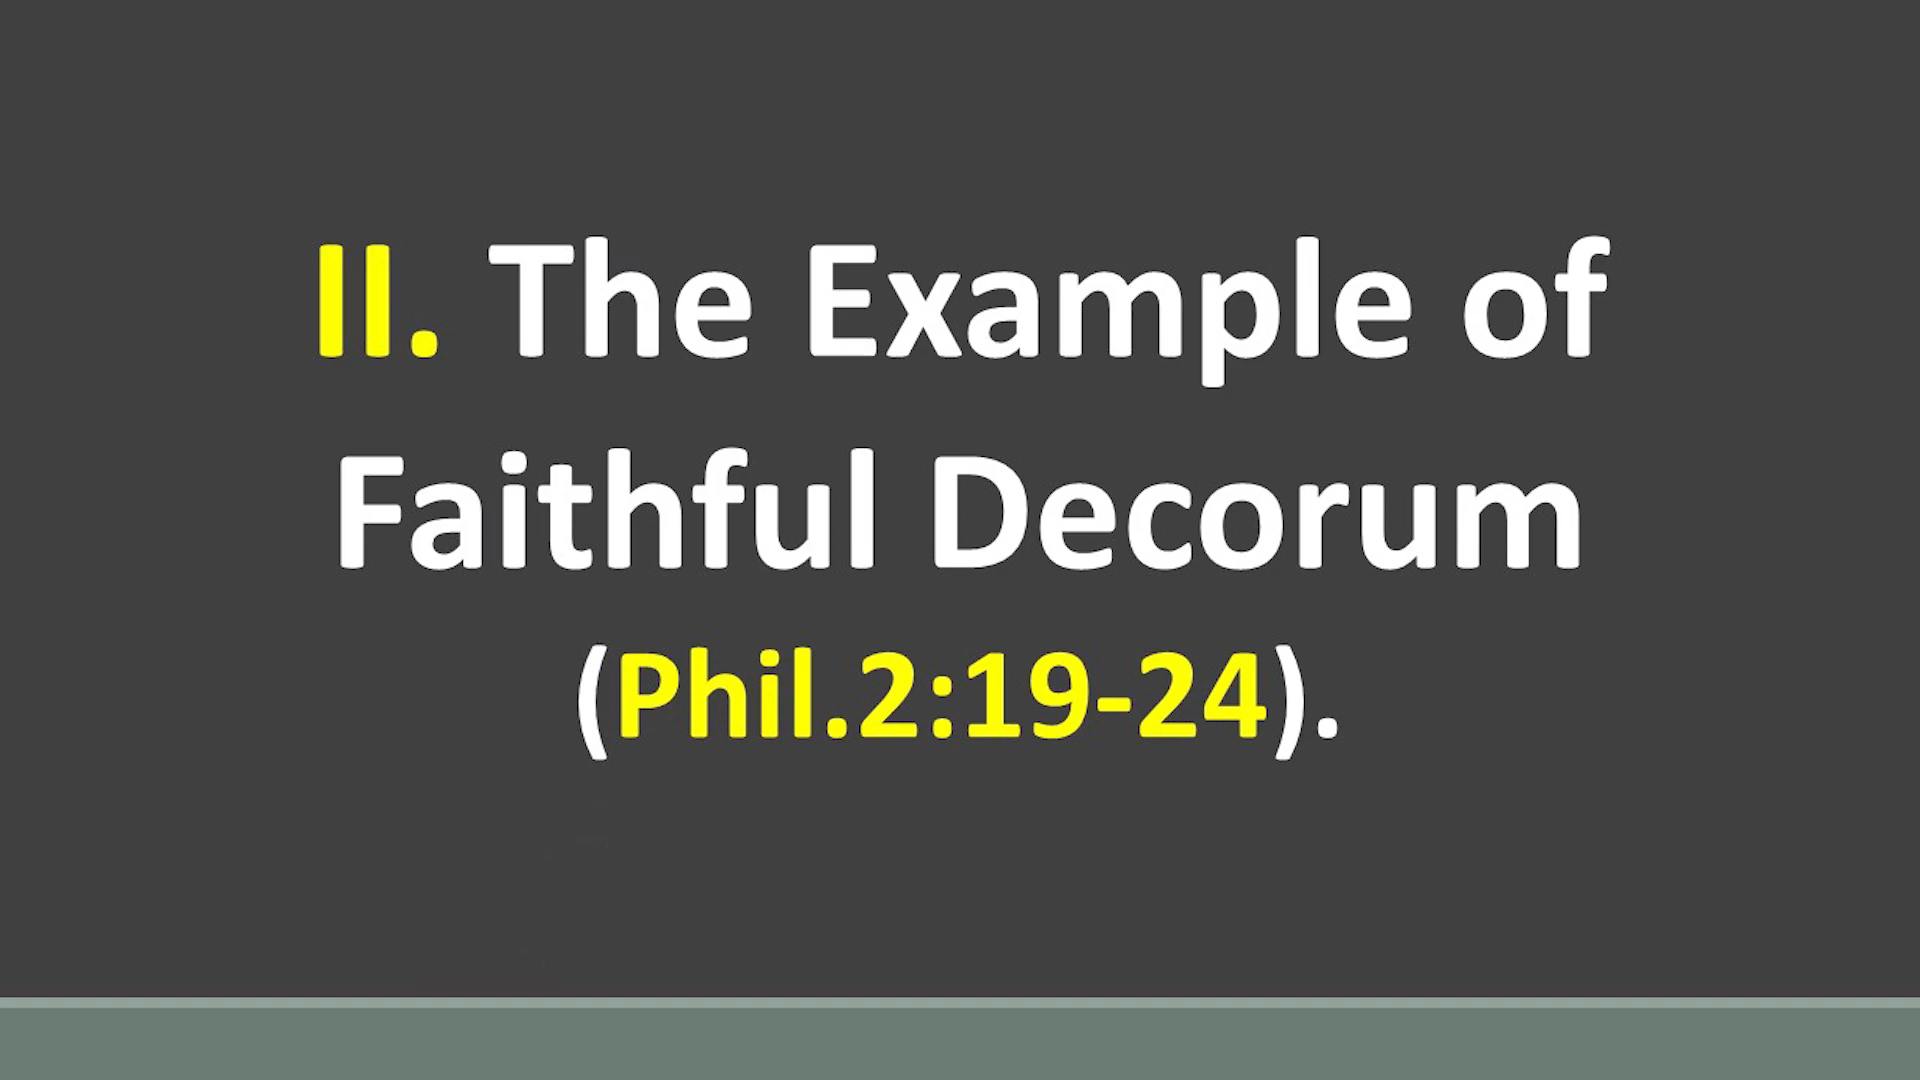 II. The Example of
Faithful Decorum
(Phil.2:19-24).